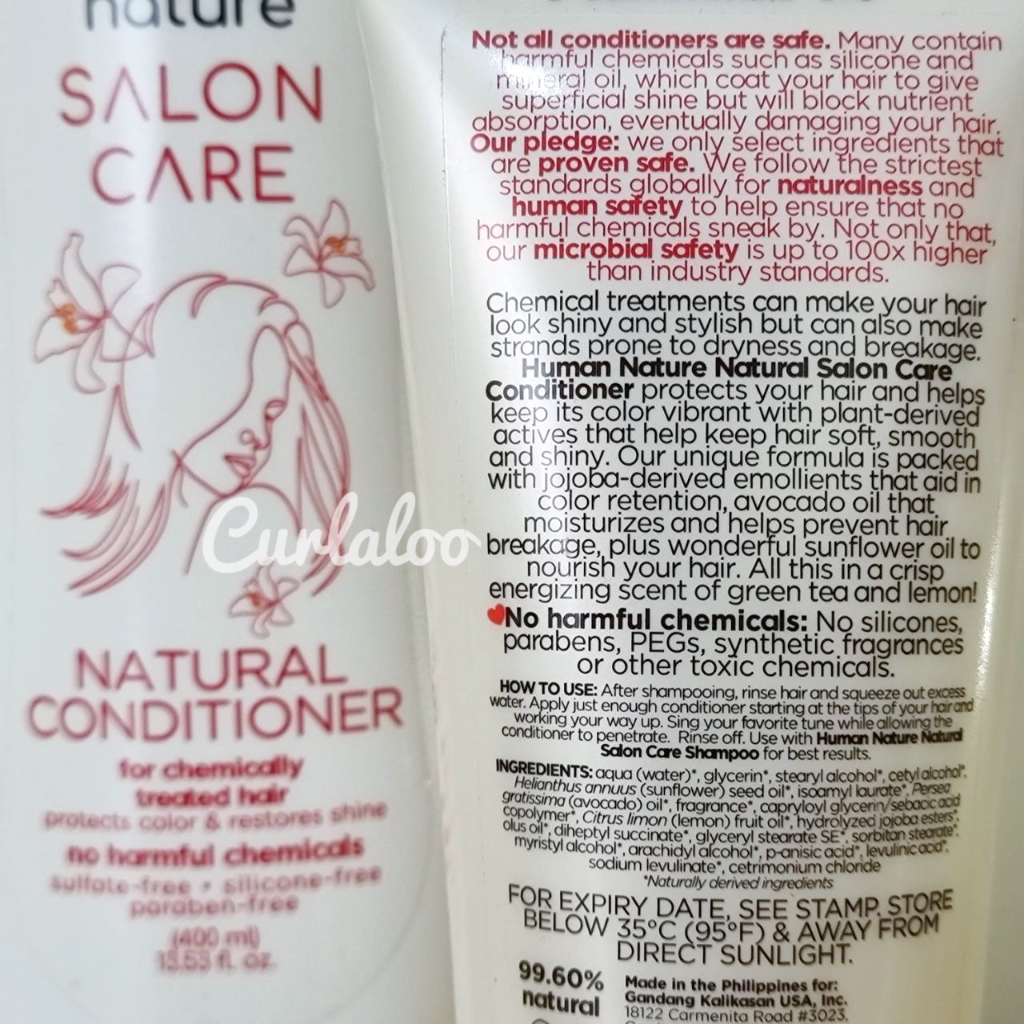 nature
SALON
CARE
NATURAL
CONDITIONER
for chemically
treated hair
protects color & restores shine
no harmful chemicals
sulfate-free • silicone-free
paraben-free
(400 ml)
13.53 fl. oz.
Curlaloo
Not all conditioners are safe. Many contain
harmful chemicals such as silicone and
mineral oil, which coat your hair to give
superficial shine but will block nutrient
absorption, eventually damaging your hair.
Our pledge: we only select ingredients that
are proven safe. We follow the strictest
standards globally for naturalness and
human safety to help ensure that no
harmful chemicals sneak by. Not only that,
our microbial safety is up to 100x higher
than industry standards.
Chemical treatments can make your hair
look shiny and stylish but can also make
strands prone to dryness and breakage.
Human Nature Natural Salon Care
Conditioner protects your hair and helps
keep its color vibrant with plant-derived
actives that help keep hair soft, smooth
and shiny. Our unique formula is packed
with jojoba-derived emollients that aid in
color retention, avocado oil that
moisturizes and helps prevent hair
breakage, plus wonderful sunflower oil to
nourish your hair. All this in a crisp
energizing scent of green tea and lemon!
No harmful chemicals: No silicones,
parabens, PEGs, synthetic fragrances
or other toxic chemicals.
HOW TO USE: After shampooing, rinse hair and squeeze out excess
water. Apply just enough conditioner starting at the tips of your hair and
working your way up. Sing your favorite tune while allowing the
conditioner to penetrate. Rinse off. Use with Human Nature Natural
Salon Care Shampoo for best results.
INGREDIENTS: aqua (water)*, glycerin*, stearyl alcohol*, cetyl alcohol*,
Helianthus annuus (sunflower) seed oil*, isoamyl laurate*, Persea
gratissima (avocado) oil*, fragrance*, capryloyl glycerin/sebacic acid
copolymer*, Citrus limon (lemon) fruit oil*, hydrolyzed jojoba esters*,
olus oil*, diheptyl succinate*, glyceryl stearate SE*, sorbitan stearate*,
myristyl alcohol*, arachidyl alcohol*, p-anisic acid*, levulinic acid*,
sodium levulinate*, cetrimonium chloride
*Naturally derived ingredients
FOR EXPIRY DATE, SEE STAMP. STORE
BELOW 35°C (95°F) & AWAY FROM
DIRECT SUNLIGHT.
99.60%
natural
Made in the Philippines for:
Gandang Kalikasan USA, Inc.
18122 Carmenita Road #3023,